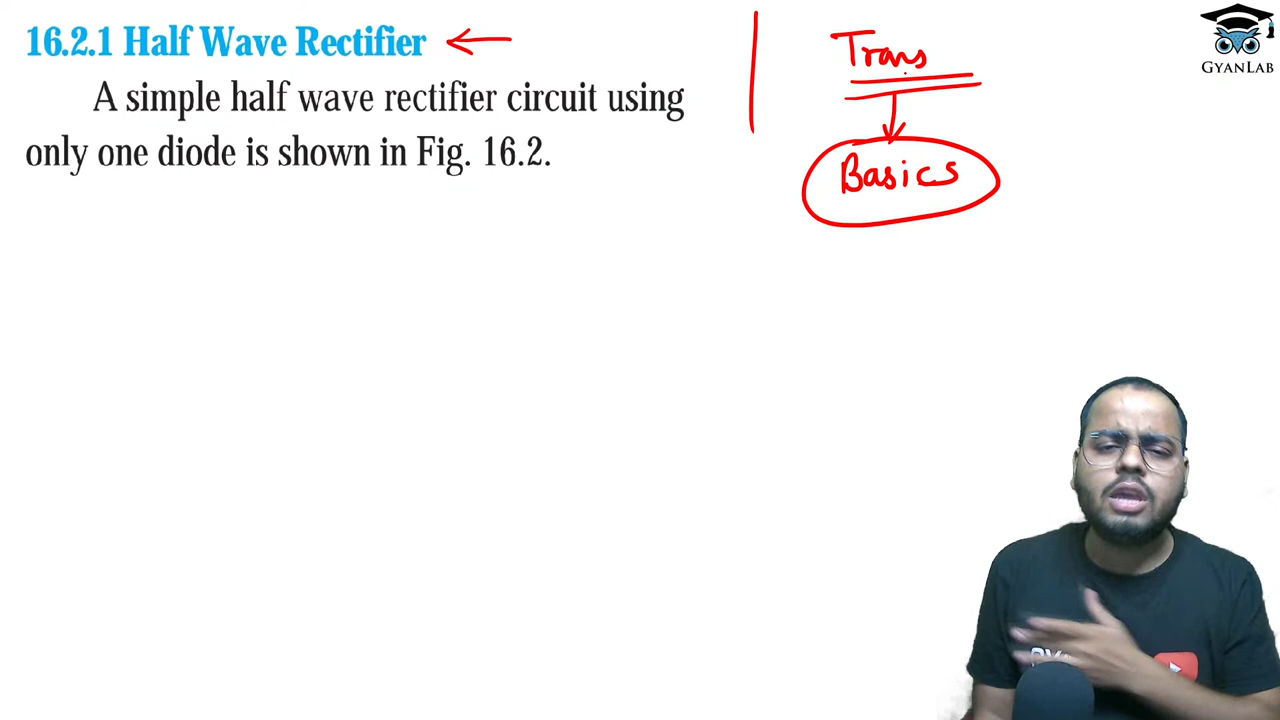 16.2.1 Half Wave Rectifier
A simple half wave rectifier circuit using
only one diode is shown in Fig. 16.2.
Trans
Basics
GYANLAB